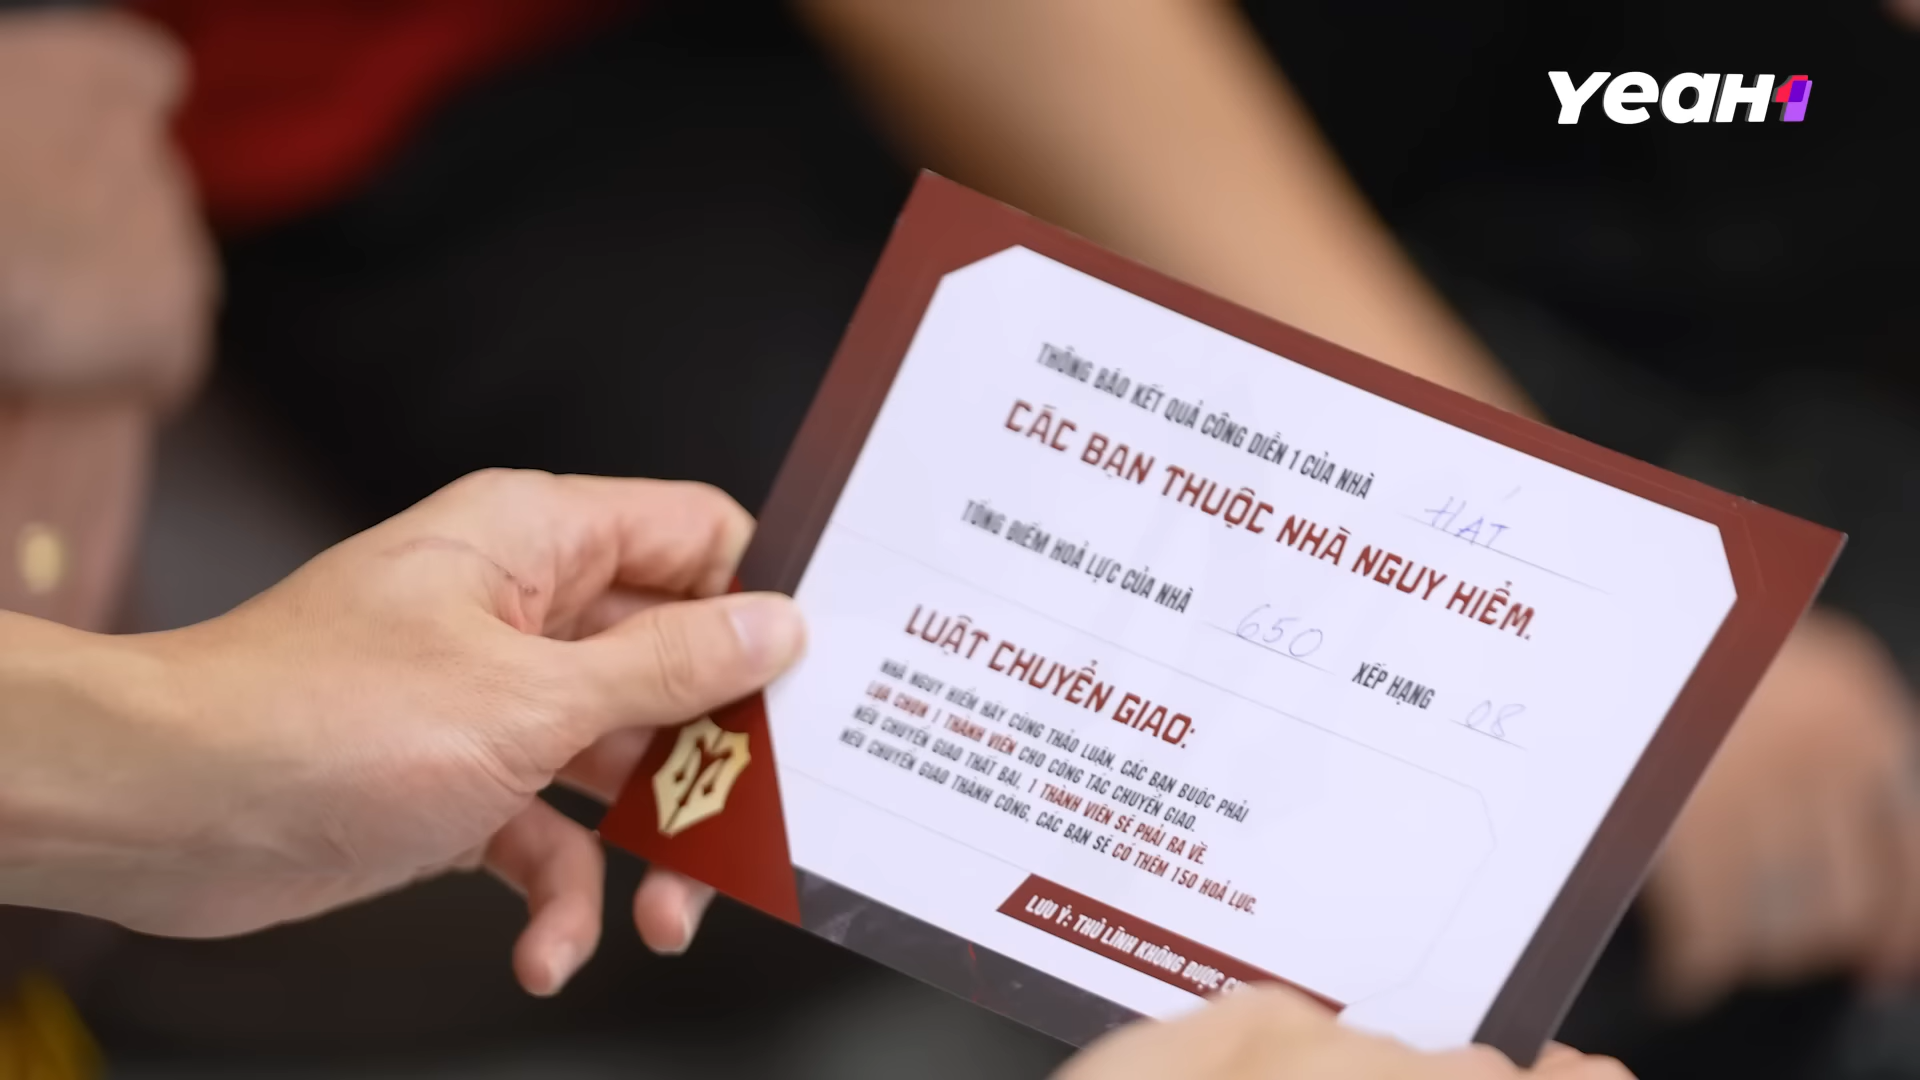 Yeah1
THÔNG BÁO KẾT QUẢ CÔNG DIỄN 1 CỦA NHÀ HÁT
CÁC BẠN THUỘC NHÀ NGUY HIỂM.
TỔNG ĐIỂM HOẢ LỰC CỦA NHÀ 650 XẾP HẠNG 08
LUẬT CHUYỂN GIAO:
NHÀ NGUY HIỂM HÃY CÙNG THẢO LUẬN, CÁC BẠN BUỘC PHẢI
LỰA CHỌN 1 THÀNH VIÊN CHO CÔNG TÁC CHUYỂN GIAO.
NẾU CHUYỂN GIAO THẤT BẠI, 1 THÀNH VIÊN SẼ PHẢI RA VỀ.
NẾU CHUYỂN GIAO THÀNH CÔNG, CÁC BẠN SẼ CÓ THÊM 150 HOẢ LỰC.
LƯU Ý: THỦ LĨNH KHÔNG ĐƯỢC